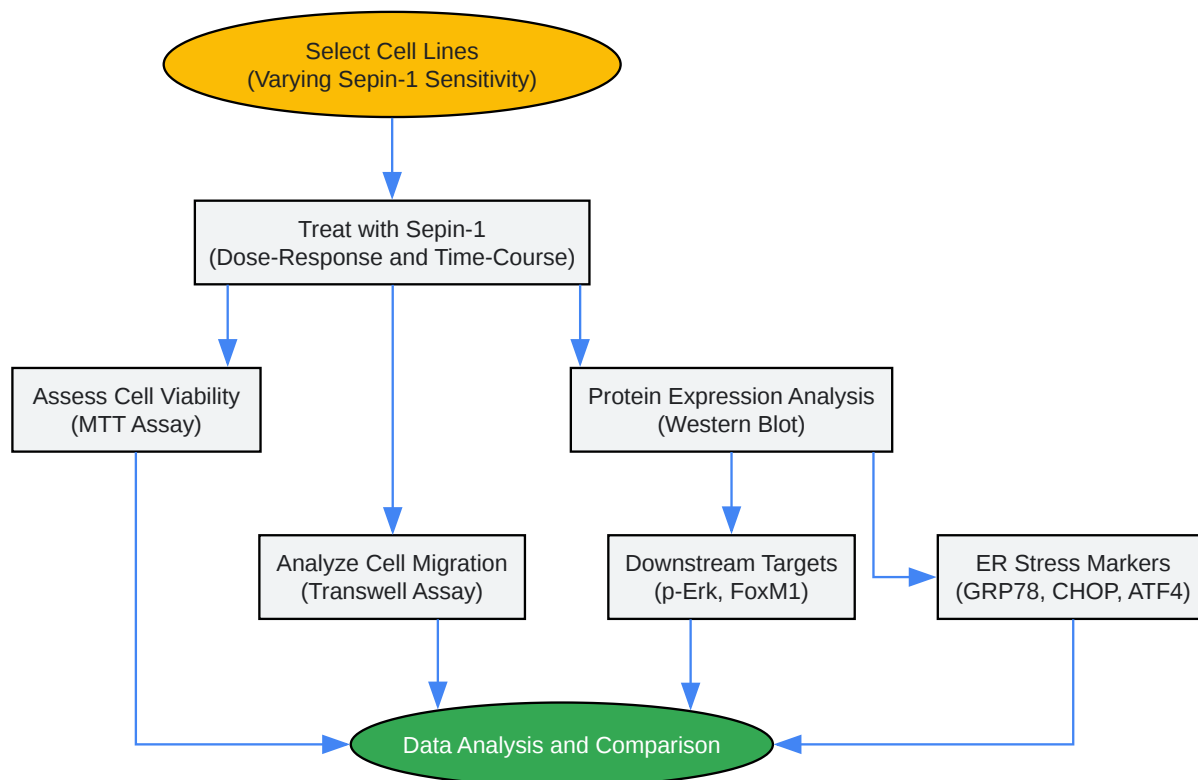 Select Cell Lines
(Varying Sepin-1 Sensitivity)
Treat with Sepin-1
(Dose-Response and Time-Course)
Assess Cell Viability
(MTT Assay)
Protein Expression Analysis
(Western Blot)
Analyze Cell Migration
(Transwell Assay)
Downstream Targets
(p-Erk, FoxM1)
ER Stress Markers
(GRP78, CHOP, ATF4)
Data Analysis and Comparison